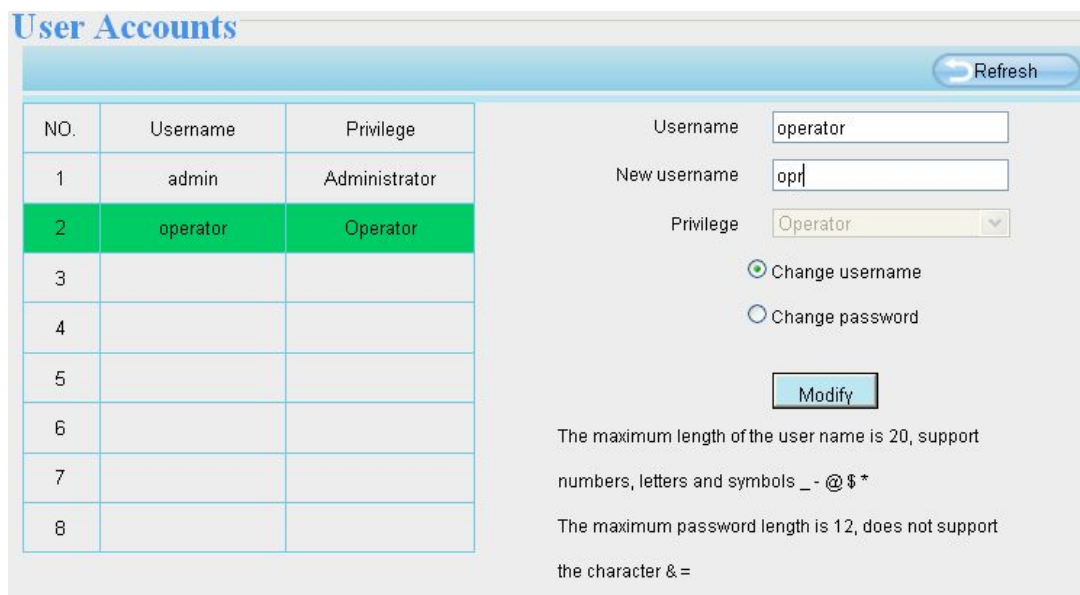 User Accounts
Refresh
NO. Username Privilege
1 admin Administrator
2 operator Operator
3
4
5
6
7
8
Username operator
New username opr
Privilege Operator
Change username
Change password
Modify
The maximum length of the user name is 20, support
numbers, letters and symbols _ - @ $ *
The maximum password length is 12, does not support
the character & =